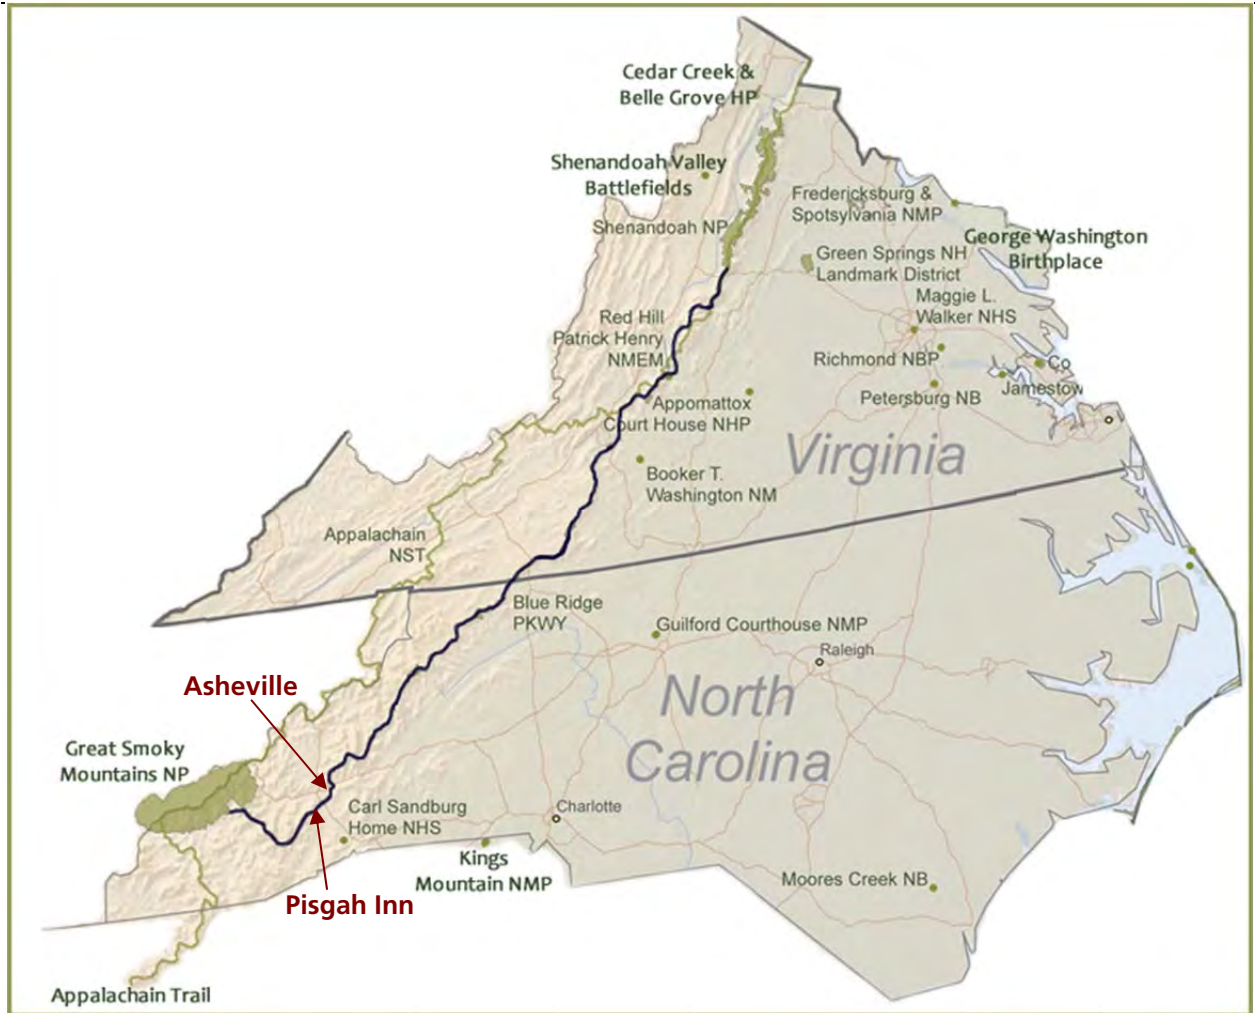 Cedar Creek &
Belle Grove HP
Shenandoah Valley
Battlefields
Shenandoah NP
Fredericksburg &
Spotsylvania NMP
George Washington
Birthplace
Green Springs NH
Landmark District
Maggie L.
Walker NHS
Red Hill
Patrick Henry
NMEM
Richmond NBP
Co
Jamestow
Petersburg NB
Appomattox
Court House NHP
Virginia
Booker T.
Washington NM
Appalachain
NST
Blue Ridge
PKWY
Guilford Courthouse NMP
Raleigh
North
Carolina
Asheville
Great Smoky
Mountains NP
Carl Sandburg
Home NHS
Charlotte
Kings
Mountain NMP
Moores Creek NB
Pisgah Inn
Appalachain Trail